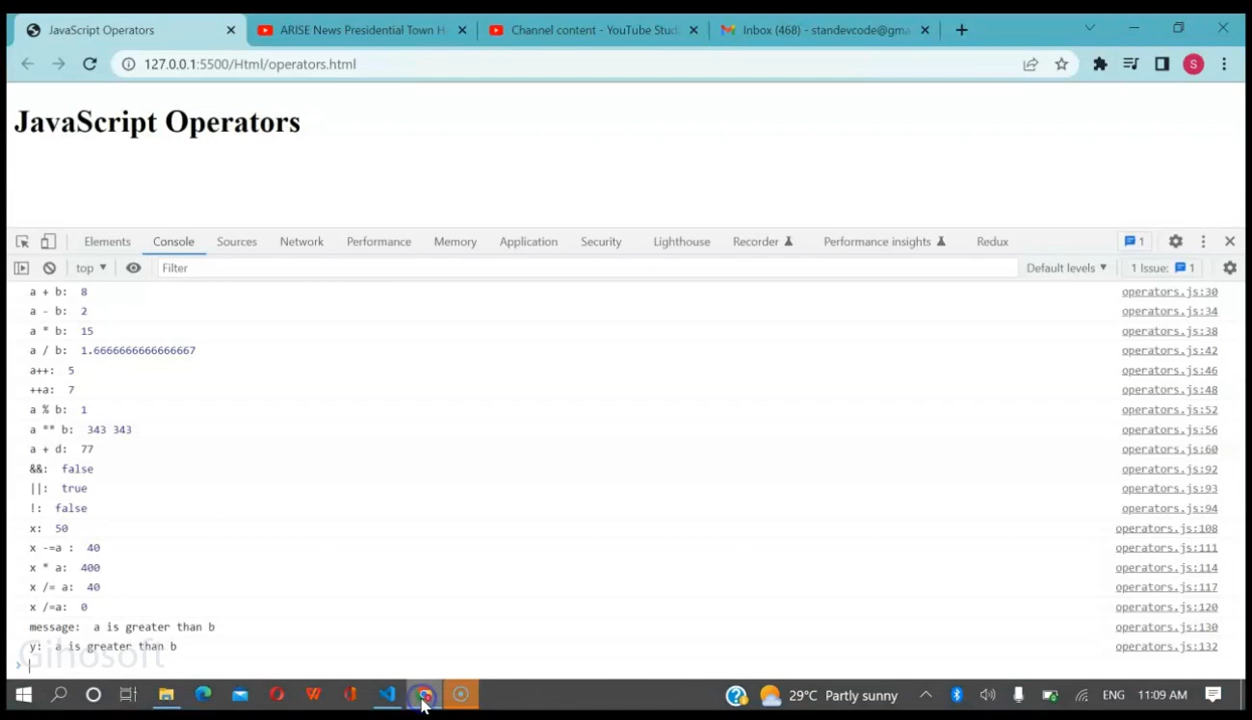 JavaScript Operators
ARISE News Presidential Town H
Channel content - YouTube Stud
Inbox (468) - standevcode@gma
127.0.0.1:5500/Html/operators.html
S
JavaScript Operators
Elements Console Sources Network Performance Memory Application Security Lighthouse Recorder Performance insights Redux 1
top Filter Default levels 1 Issue: 1
a + b: 8 operators.js:30
a - b: 2 operators.js:34
a * b: 15 operators.js:38
a / b: 1.6666666666666667 operators.js:42
a++: 5 operators.js:46
++a: 7 operators.js:48
a % b: 1 operators.js:52
a ** b: 343 343 operators.js:56
a + d: 77 operators.js:60
&&: false operators.js:92
||: true operators.js:93
!: false operators.js:94
x: 50 operators.js:108
x -=a : 40 operators.js:111
x * a: 400 operators.js:114
x /= a: 40 operators.js:117
x /=a: 0 operators.js:120
message: a is greater than b operators.js:130
y: a is greater than b operators.js:132
Gihosoft
29°C Partly sunny ENG 11:09 AM